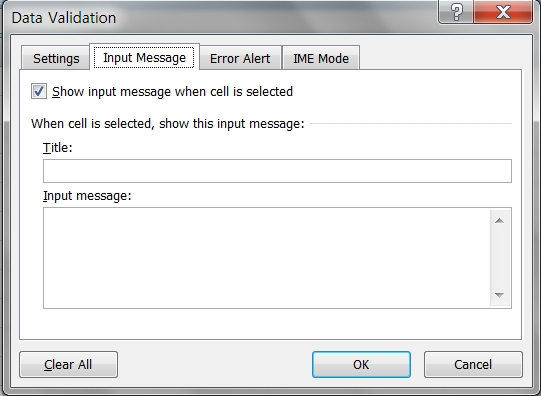 Data Validation
Settings Input Message Error Alert IME Mode
Show input message when cell is selected
When cell is selected, show this input message:
Title:
Input message:
Clear All OK Cancel